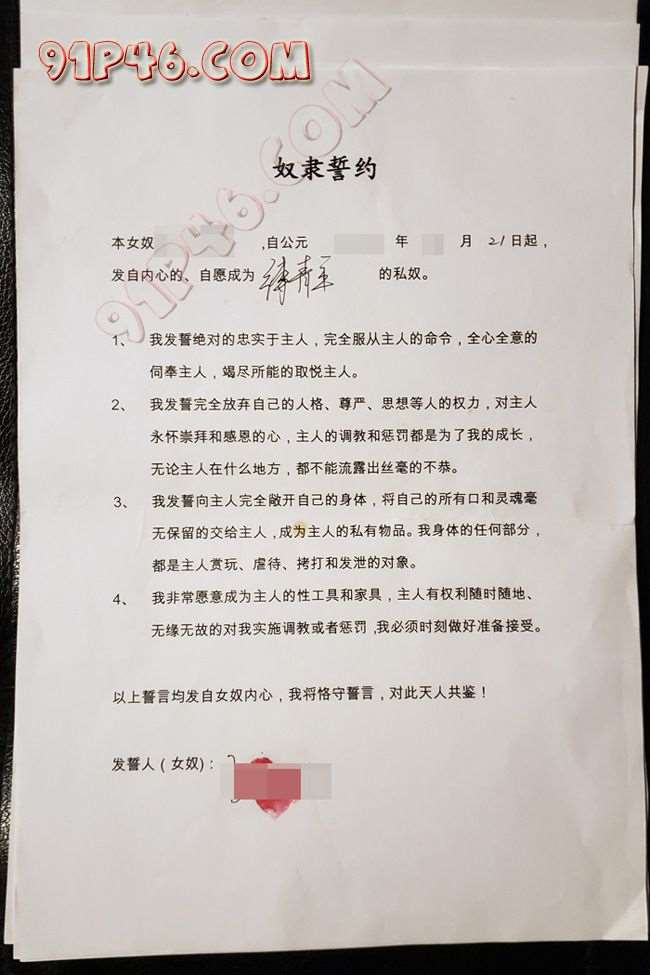 91P46.COM
91P46.COM
奴隶誓约
本女奴 ,自公元 年 月 21日起，
发自内心的、自愿成为 的私奴。
1、 我发誓绝对的忠实于主人，完全服从主人的命令，全心全意的
伺奉主人，竭尽所能的取悦主人。
2、 我发誓完全放弃自己的人格、尊严、思想等人的权力，对主人
永怀崇拜和感恩的心，主人的调教和惩罚都是为了我的成长，
无论主人在什么地方，都不能流露出丝毫的不恭。
3、 我发誓向主人完全敞开自己的身体，将自己的所有口和灵魂毫
无保留的交给主人，成为主人的私有物品。我身体的任何部分，
都是主人赏玩、虐待、拷打和发泄的对象。
4、 我非常愿意成为主人的性工具和家具，主人有权利随时随地、
无缘无故的对我实施调教或者惩罚，我必须时刻做好准备接受。
以上誓言均发自女奴内心，我将恪守誓言，对此天人共鉴！
发誓人（女奴)：